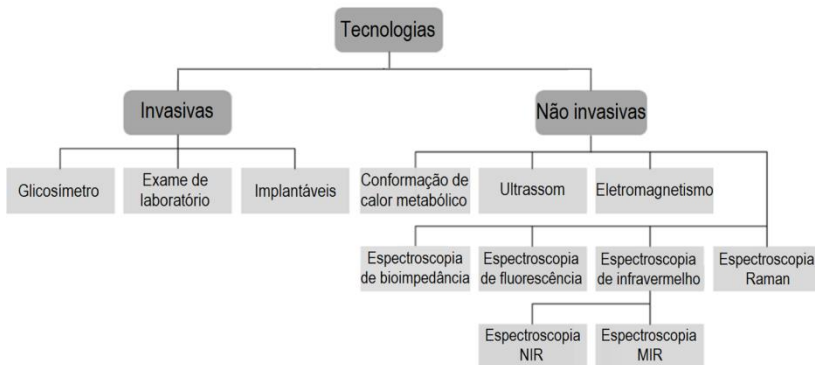 Tecnologias
Invasivas
Não invasivas
Glicosímetro
Exame de
laboratório
Implantáveis
Conformação de
calor metabólico
Ultrassom
Eletromagnetismo
Espectroscopia
de bioimpedância
Espectroscopia
de fluorescência
Espectroscopia
de infravermelho
Espectroscopia
Raman
Espectroscopia
NIR
Espectroscopia
MIR